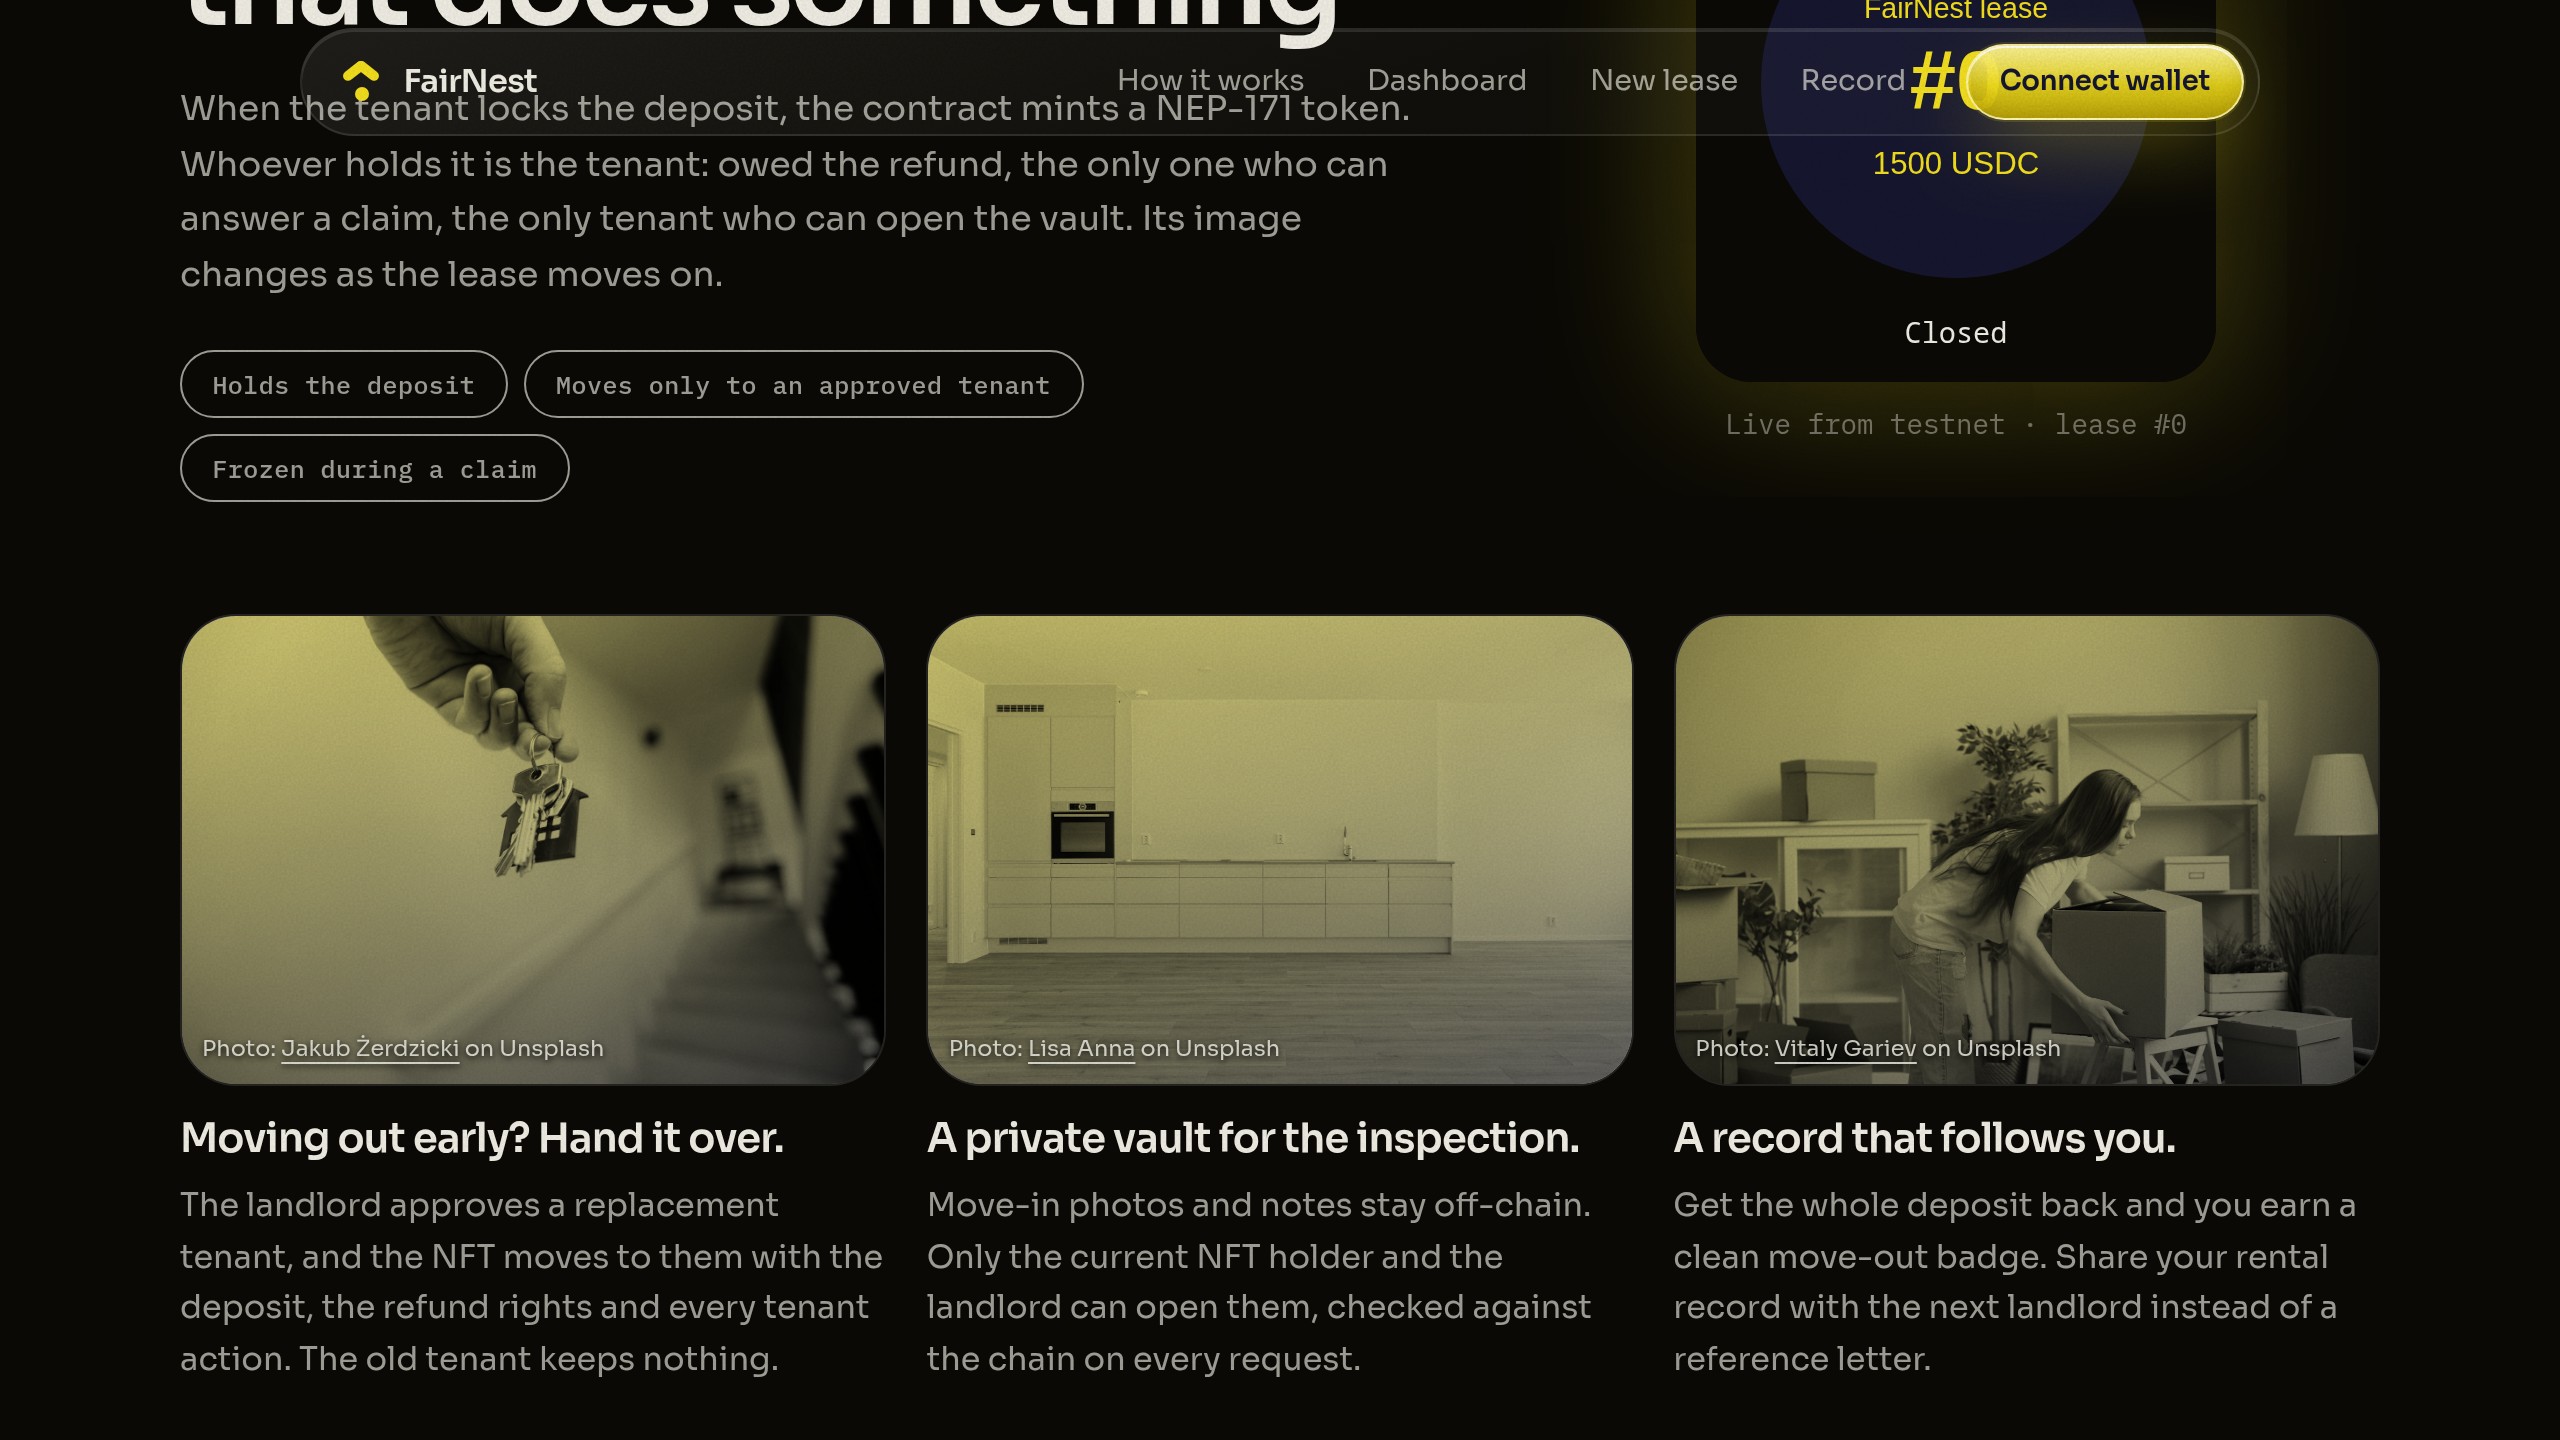 that does something
FairNest
How it works
Dashboard
New lease
Record
Connect wallet
When the tenant locks the deposit, the contract mints a NEP-171 token.
Whoever holds it is the tenant: owed the refund, the only one who can
answer a claim, the only tenant who can open the vault. Its image
changes as the lease moves on.
Holds the deposit
Moves only to an approved tenant
Frozen during a claim
FairNest lease
#0
1500 USDC
Closed
Live from testnet · lease #0
Photo: Jakub Żerdzicki on Unsplash
Moving out early? Hand it over.
The landlord approves a replacement
tenant, and the NFT moves to them with the
deposit, the refund rights and every tenant
action. The old tenant keeps nothing.
Photo: Lisa Anna on Unsplash
A private vault for the inspection.
Move-in photos and notes stay off-chain.
Only the current NFT holder and the
landlord can open them, checked against
the chain on every request.
Photo: Vitaly Gariev on Unsplash
A record that follows you.
Get the whole deposit back and you earn a
clean move-out badge. Share your rental
record with the next landlord instead of a
reference letter.